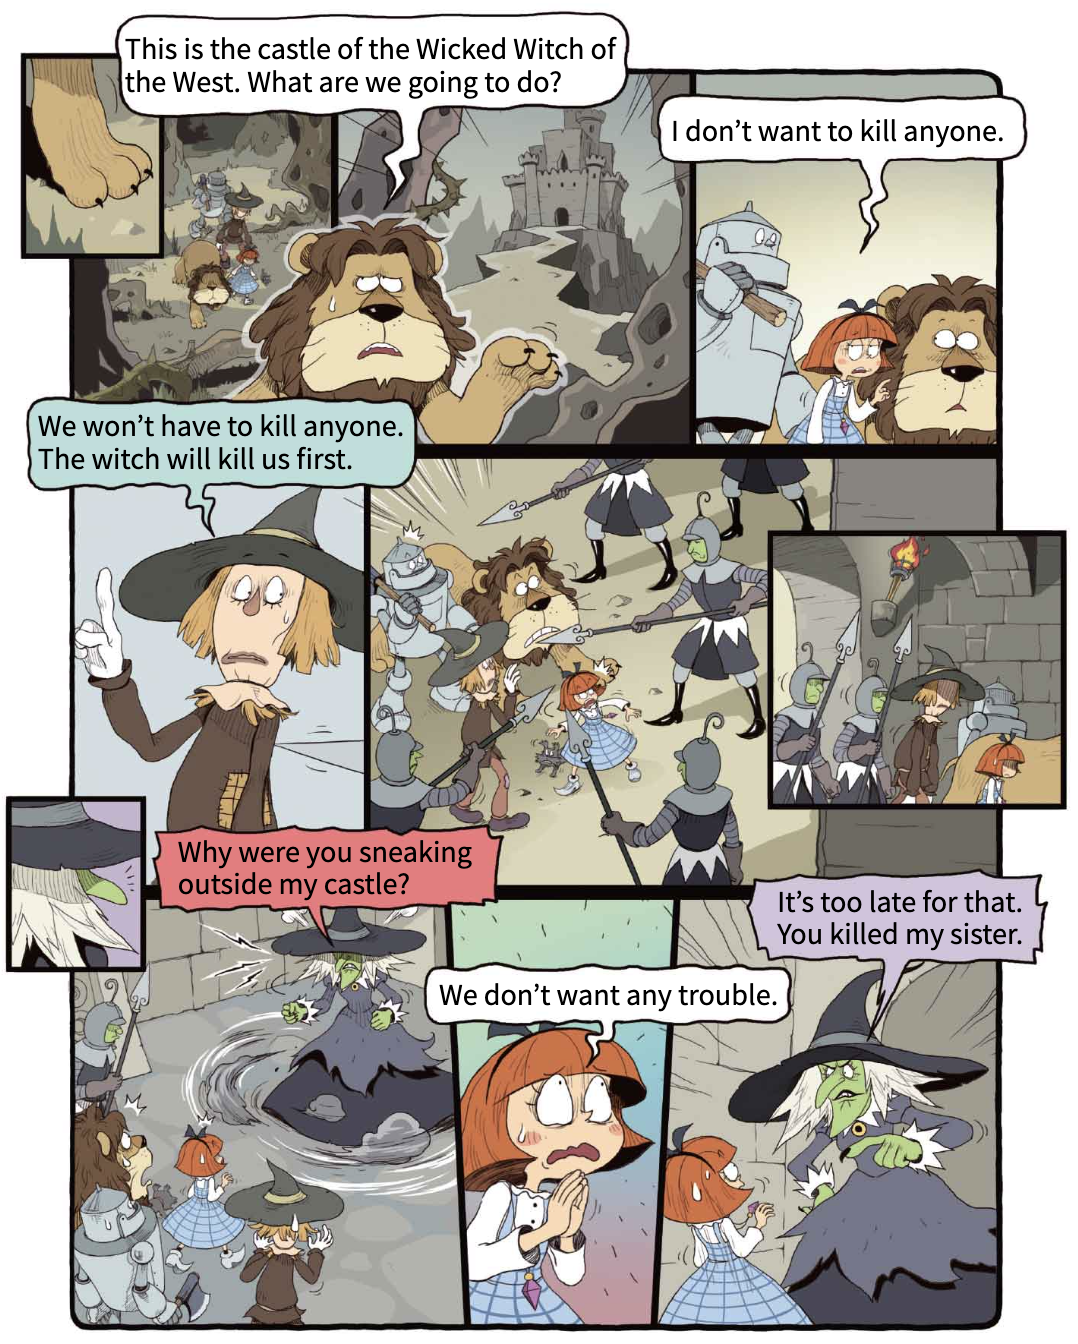 This is the castle of the Wicked Witch of
the West. What are we going to do?
I don't want to kill anyone.
We won't have to kill anyone.
The witch will kill us first.
Why were you sneaking
outside my castle?
We don't want any trouble.
It's too late for that.
You killed my sister.